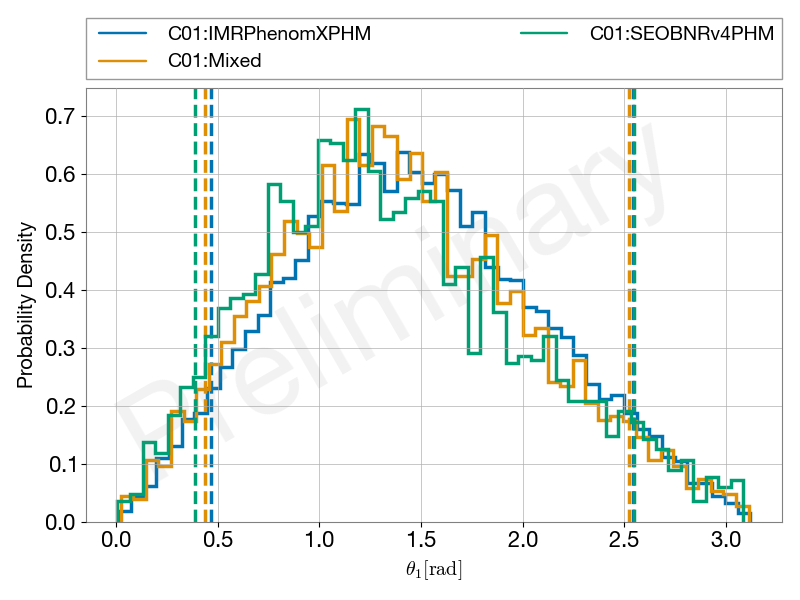 C01:IMRPhenomXPHM
C01:SEOBNRv4PHM
C01:Mixed
0.7
0.6
0.5
0.4
0.3
0.2
0.1
0.0
Probability Density
Preliminary
0.0 0.5 1.0 1.5 2.0 2.5 3.0
θ₁[rad]